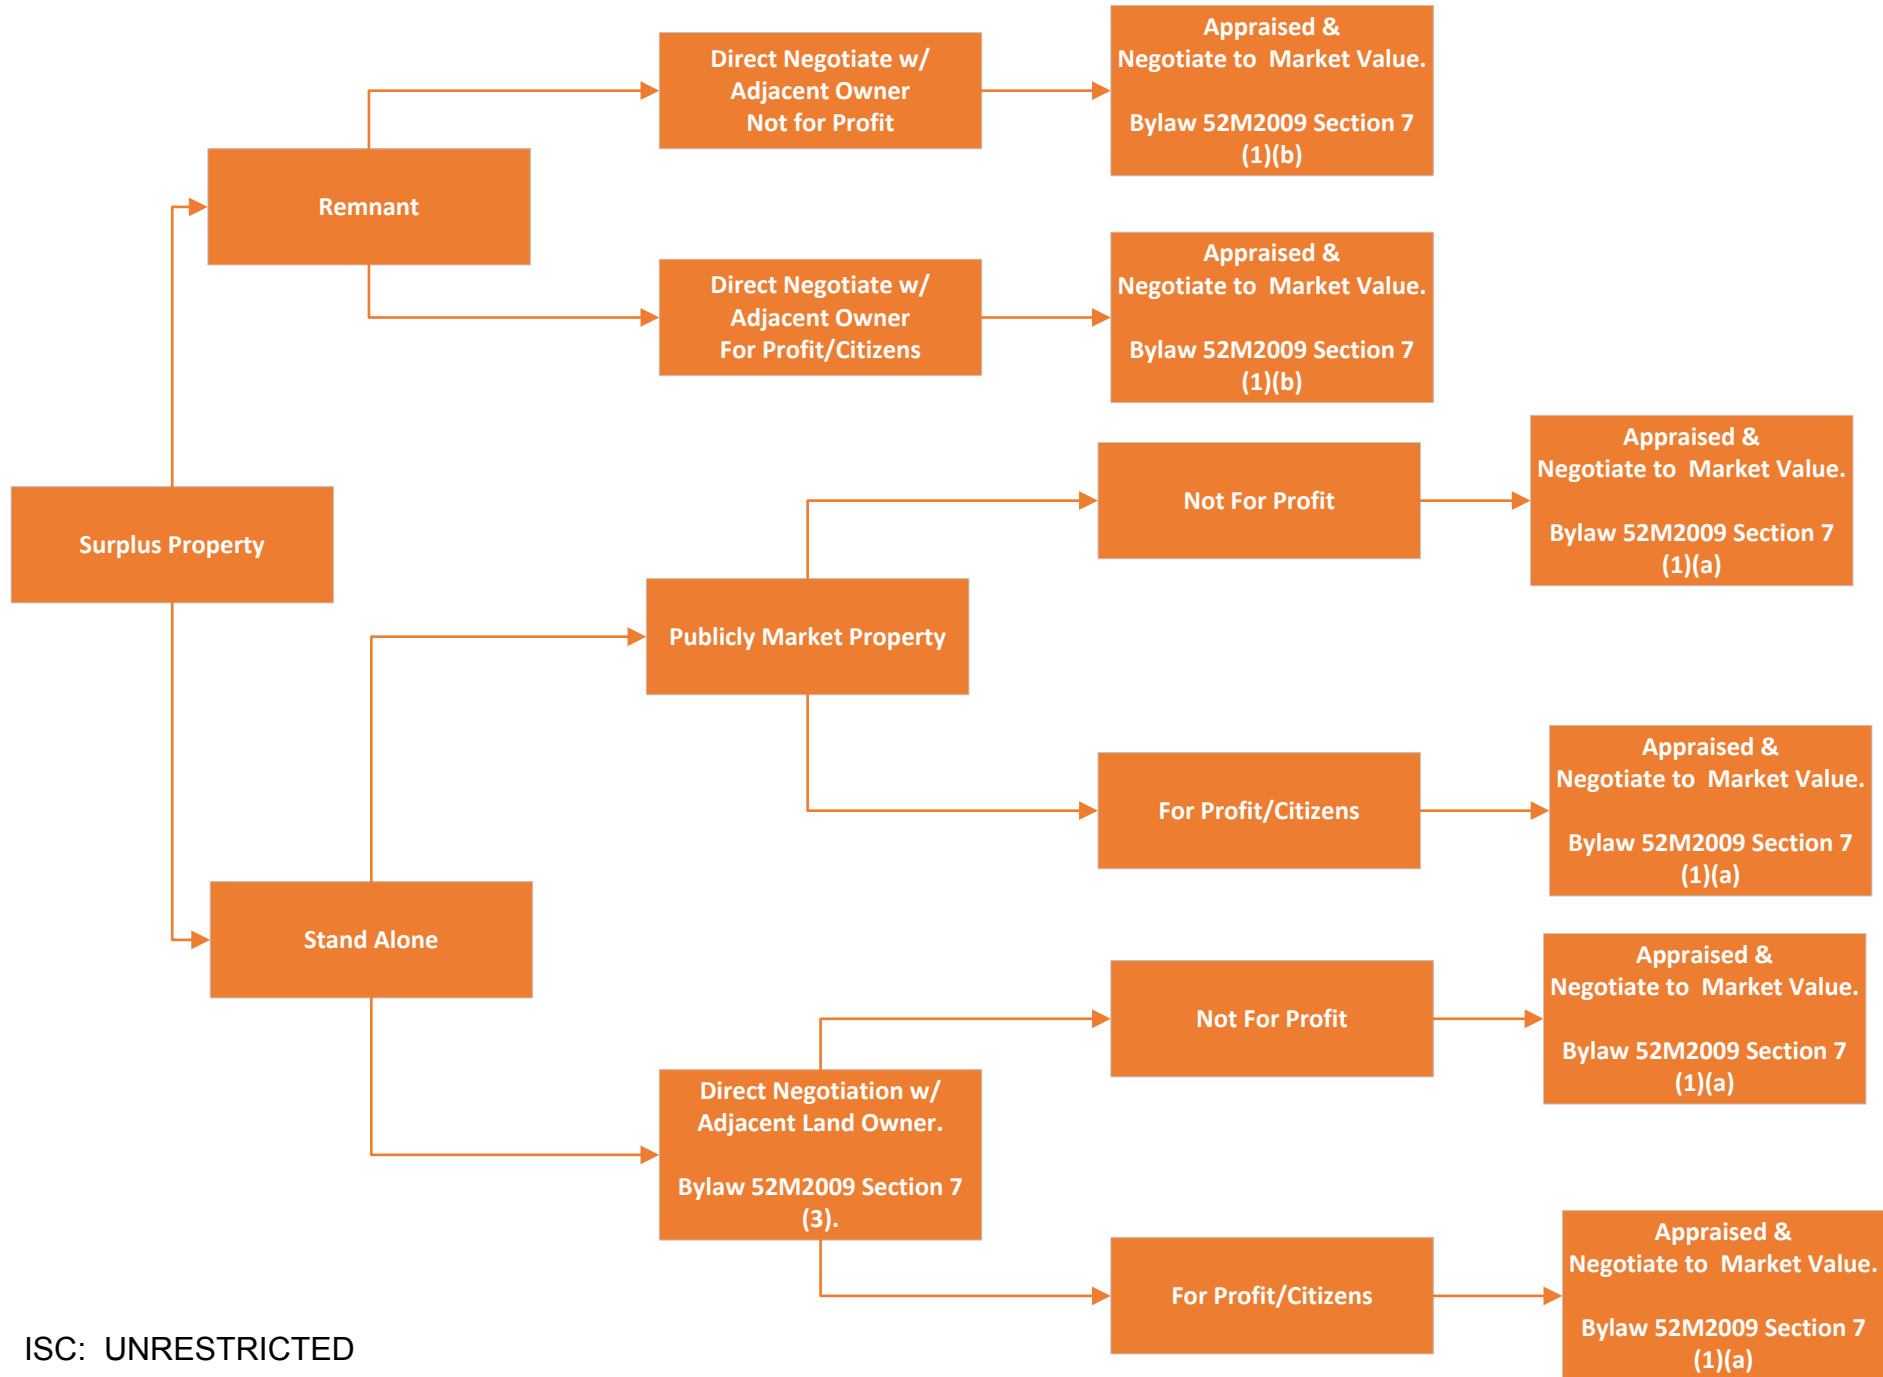 Surplus Property
Remnant
Direct Negotiate w/
Adjacent Owner
Not for Profit
Appraised &
Negotiate to  Market Value.
Bylaw 52M2009 Section 7
(1)(b)
Direct Negotiate w/
Adjacent Owner
For Profit/Citizens
Appraised &
Negotiate to  Market Value.
Bylaw 52M2009 Section 7
(1)(b)
Stand Alone
Publicly Market Property
Not For Profit
Appraised &
Negotiate to  Market Value.
Bylaw 52M2009 Section 7
(1)(a)
For Profit/Citizens
Appraised &
Negotiate to  Market Value.
Bylaw 52M2009 Section 7
(1)(a)
Direct Negotiation w/
Adjacent Land Owner.
Bylaw 52M2009 Section 7
(3).
Not For Profit
Appraised &
Negotiate to  Market Value.
Bylaw 52M2009 Section 7
(1)(a)
For Profit/Citizens
Appraised &
Negotiate to  Market Value.
Bylaw 52M2009 Section 7
(1)(a)
ISC:  UNRESTRICTED